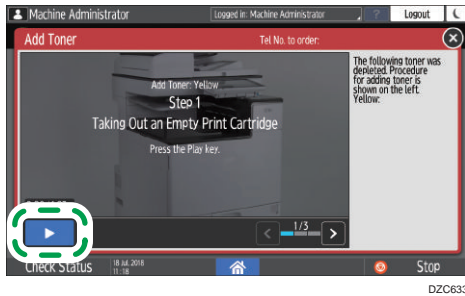 Machine Administrator
Logged in: Machine Administrator
?
Logout
Add Toner
Tel No. to order:
Add Toner: Yellow
Step 1
Taking Out an Empty Print Cartridge
Press the Play key.
The following toner was
depleted. Procedure
for adding toner is
shown on the left.
Yellow:
1/3
Check Status
18 Jul. 2018
11:18
Stop
DZC633